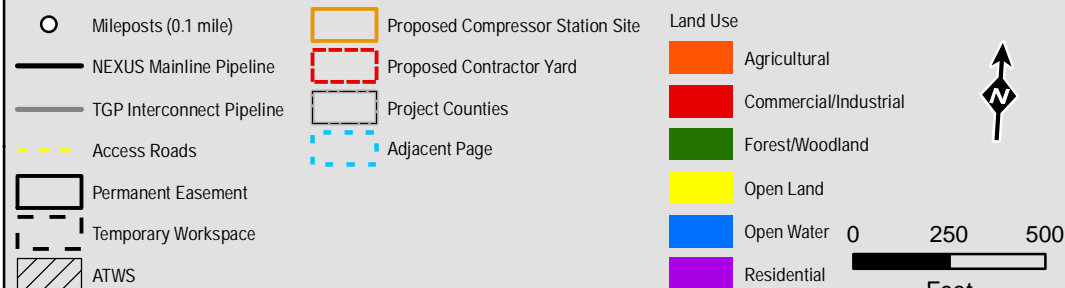 Mileposts (0.1 mile)
NEXUS Mainline Pipeline
TGP Interconnect Pipeline
Access Roads
Permanent Easement
Temporary Workspace
ATWS
Proposed Compressor Station Site
Proposed Contractor Yard
Project Counties
Adjacent Page
Land Use
Agricultural
Commercial/Industrial
Forest/Woodland
Open Land
Open Water
Residential
N
0 250 500
Feet